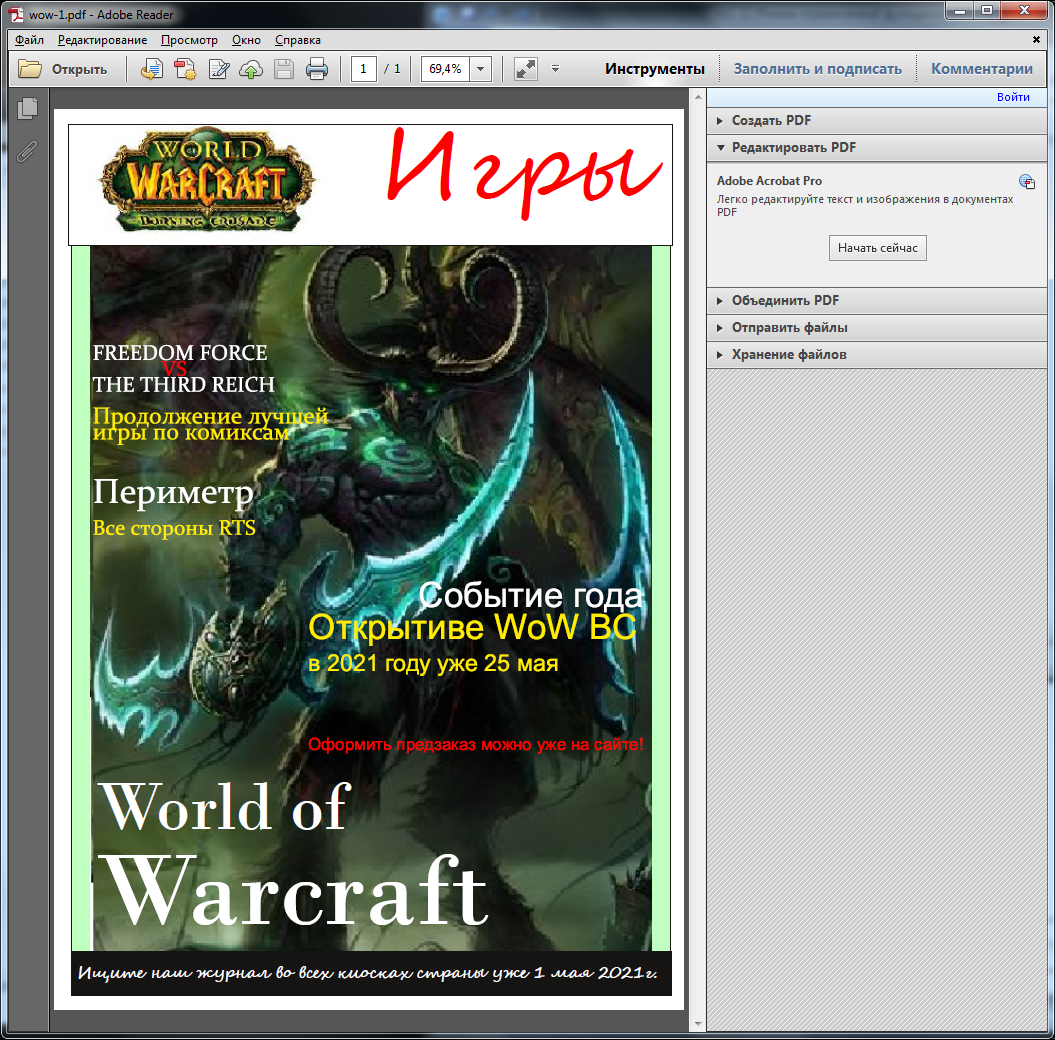 wow-1.pdf - Adobe Reader
Файл Редактирование Просмотр Окно Справка
Открыть 1 / 1 69,4% Инструменты Заполнить и подписать Комментарии
Войти
Создать PDF
Редактировать PDF
Adobe Acrobat Pro
Легко редактируйте текст и изображения в документах
PDF
Начать сейчас
Объединить PDF
Отправить файлы
Хранение файлов
WORLD
WARCRAFT
BURNING CRUSADE
Игры
FREEDOM FORCE
VS
THE THIRD REICH
Продолжение лучшей
игры по комиксам
Периметр
Все стороны RTS
Событие года
Открытиве WoW BC
в 2021 году уже 25 мая
Оформить предзаказ можно уже на сайте!
World of
Warcraft
Ищите наш журнал во всех киосках страны уже 1 мая 2021г.